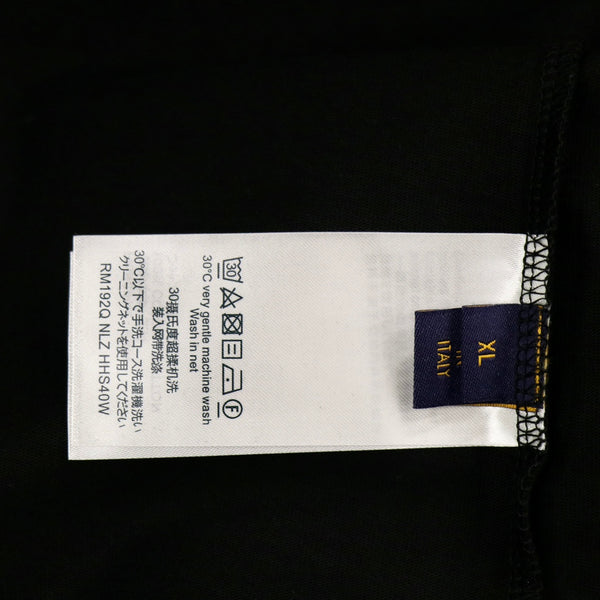 30
F
30°C very gentle machine wash
Wash in net
30摄氏度超揉机洗
装入网带洗涤
30℃以下で手洗コース洗濯機洗い
クリーニングネットを使用してください
RM192Q NLZ HHS40W
XL
ITALY